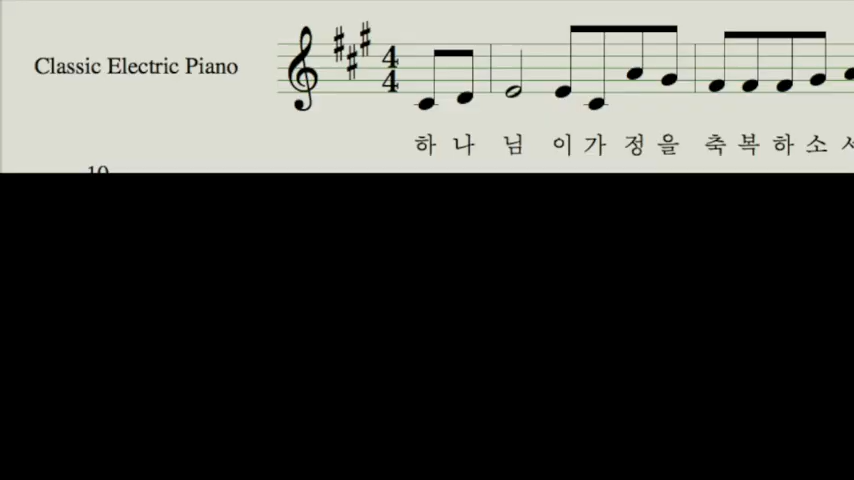 Classic Electric Piano
4
4
하 나 님 이 가 정 을 축 복 하 소